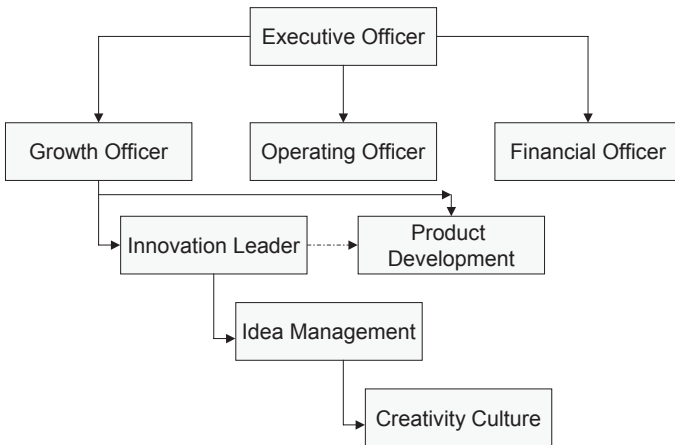 Executive Officer
Growth Officer
Operating Officer
Financial Officer
Innovation Leader
Product
Development
Idea Management
Creativity Culture